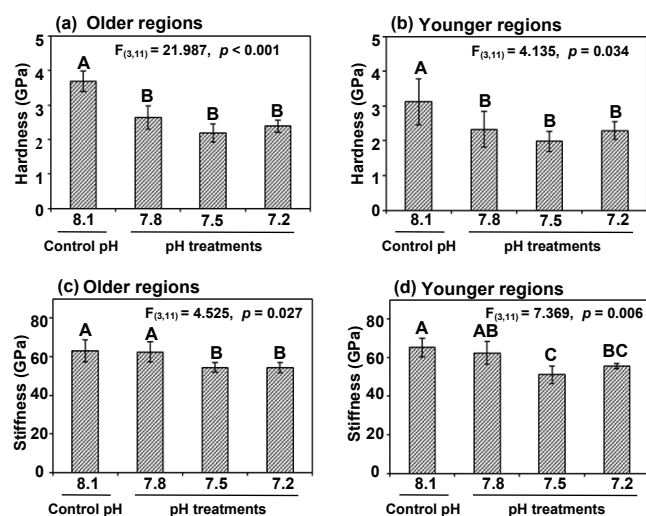 (a) Older regions
F(3,11) = 21.987, p < 0.001
Hardness (GPa)
5
4
3
2
1
0
A
B
B
B
8.1
7.8
7.5
7.2
Control pH
pH treatments
(b) Younger regions
F(3,11) = 4.135, p = 0.034
Hardness (GPa)
5
4
3
2
1
0
A
B
B
B
8.1
7.8
7.5
7.2
Control pH
pH treatments
(c) Older regions
F(3,11) = 4.525, p = 0.027
Stiffness (GPa)
80
60
40
20
0
A
A
B
B
8.1
7.8
7.5
7.2
Control pH
pH treatments
(d) Younger regions
F(3,11) = 7.369, p = 0.006
Stiffness (GPa)
80
60
40
20
0
A
AB
C
BC
8.1
7.8
7.5
7.2
Control pH
pH treatments